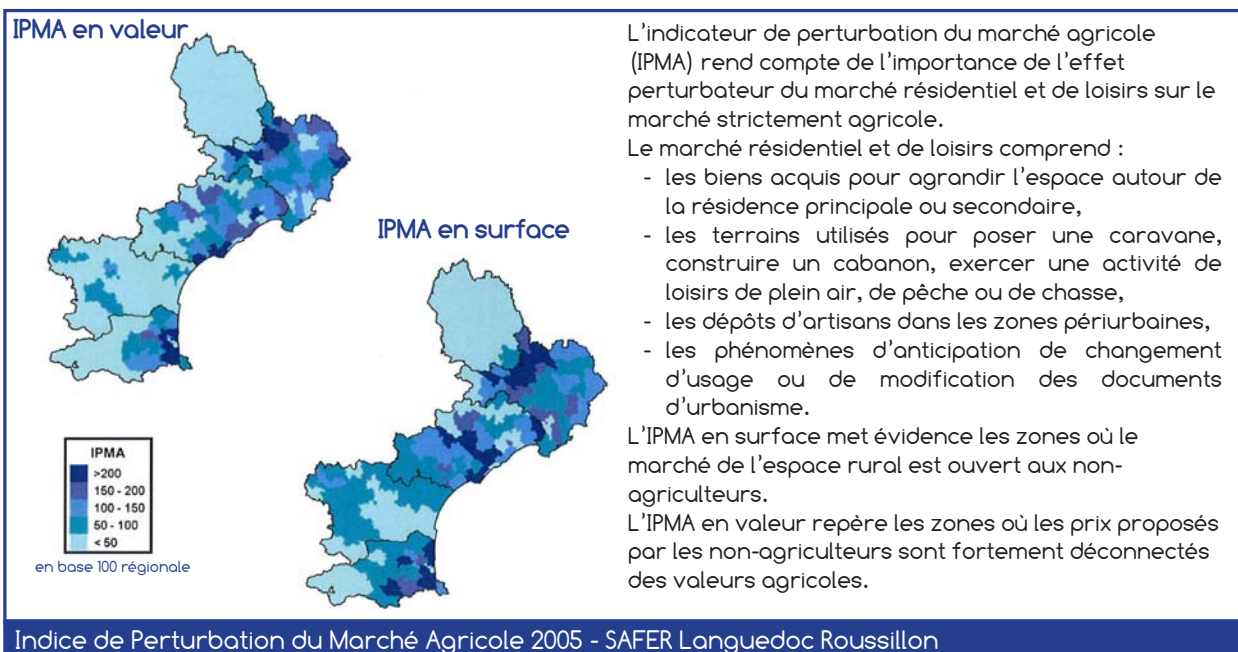 IPMA en valeur
IPMA en surface
IPMA
>200
150 - 200
100 - 150
50 - 100
< 50
en base 100 régionale
L'indicateur de perturbation du marché agricole
(IPMA) rend compte de l'importance de l'effet
perturbateur du marché résidentiel et de loisirs sur le
marché strictement agricole.
Le marché résidentiel et de loisirs comprend :
- les biens acquis pour agrandir l'espace autour de
la résidence principale ou secondaire,
- les terrains utilisés pour poser une caravane,
construire un cabanon, exercer une activité de
loisirs de plein air, de pêche ou de chasse,
- les dépôts d'artisans dans les zones périurbaines,
- les phénomènes d'anticipation de changement
d'usage ou de modification des documents
d'urbanisme.
L'IPMA en surface met évidence les zones où le
marché de l'espace rural est ouvert aux non-
agriculteurs.
L'IPMA en valeur repère les zones où les prix proposés
par les non-agriculteurs sont fortement déconnectés
des valeurs agricoles.
Indice de Perturbation du Marché Agricole 2005 - SAFER Languedoc Roussillon